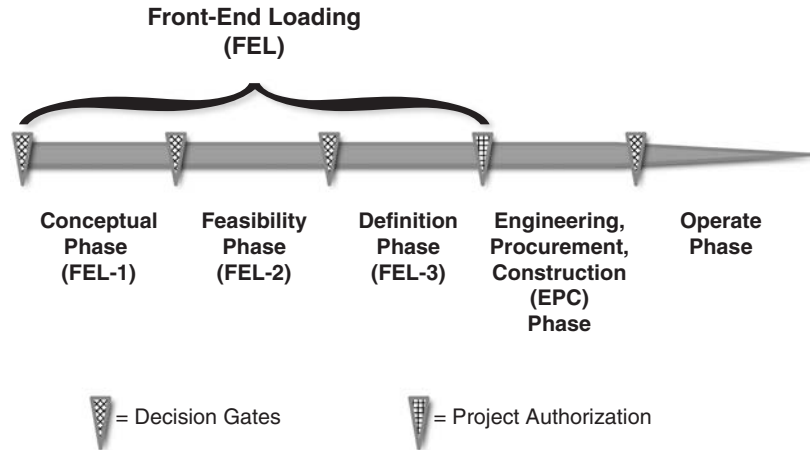 Front-End Loading
(FEL)
Conceptual
Phase
(FEL-1)
Feasibility
Phase
(FEL-2)
Definition
Phase
(FEL-3)
Engineering,
Procurement,
Construction
(EPC)
Phase
Operate
Phase
= Decision Gates
= Project Authorization